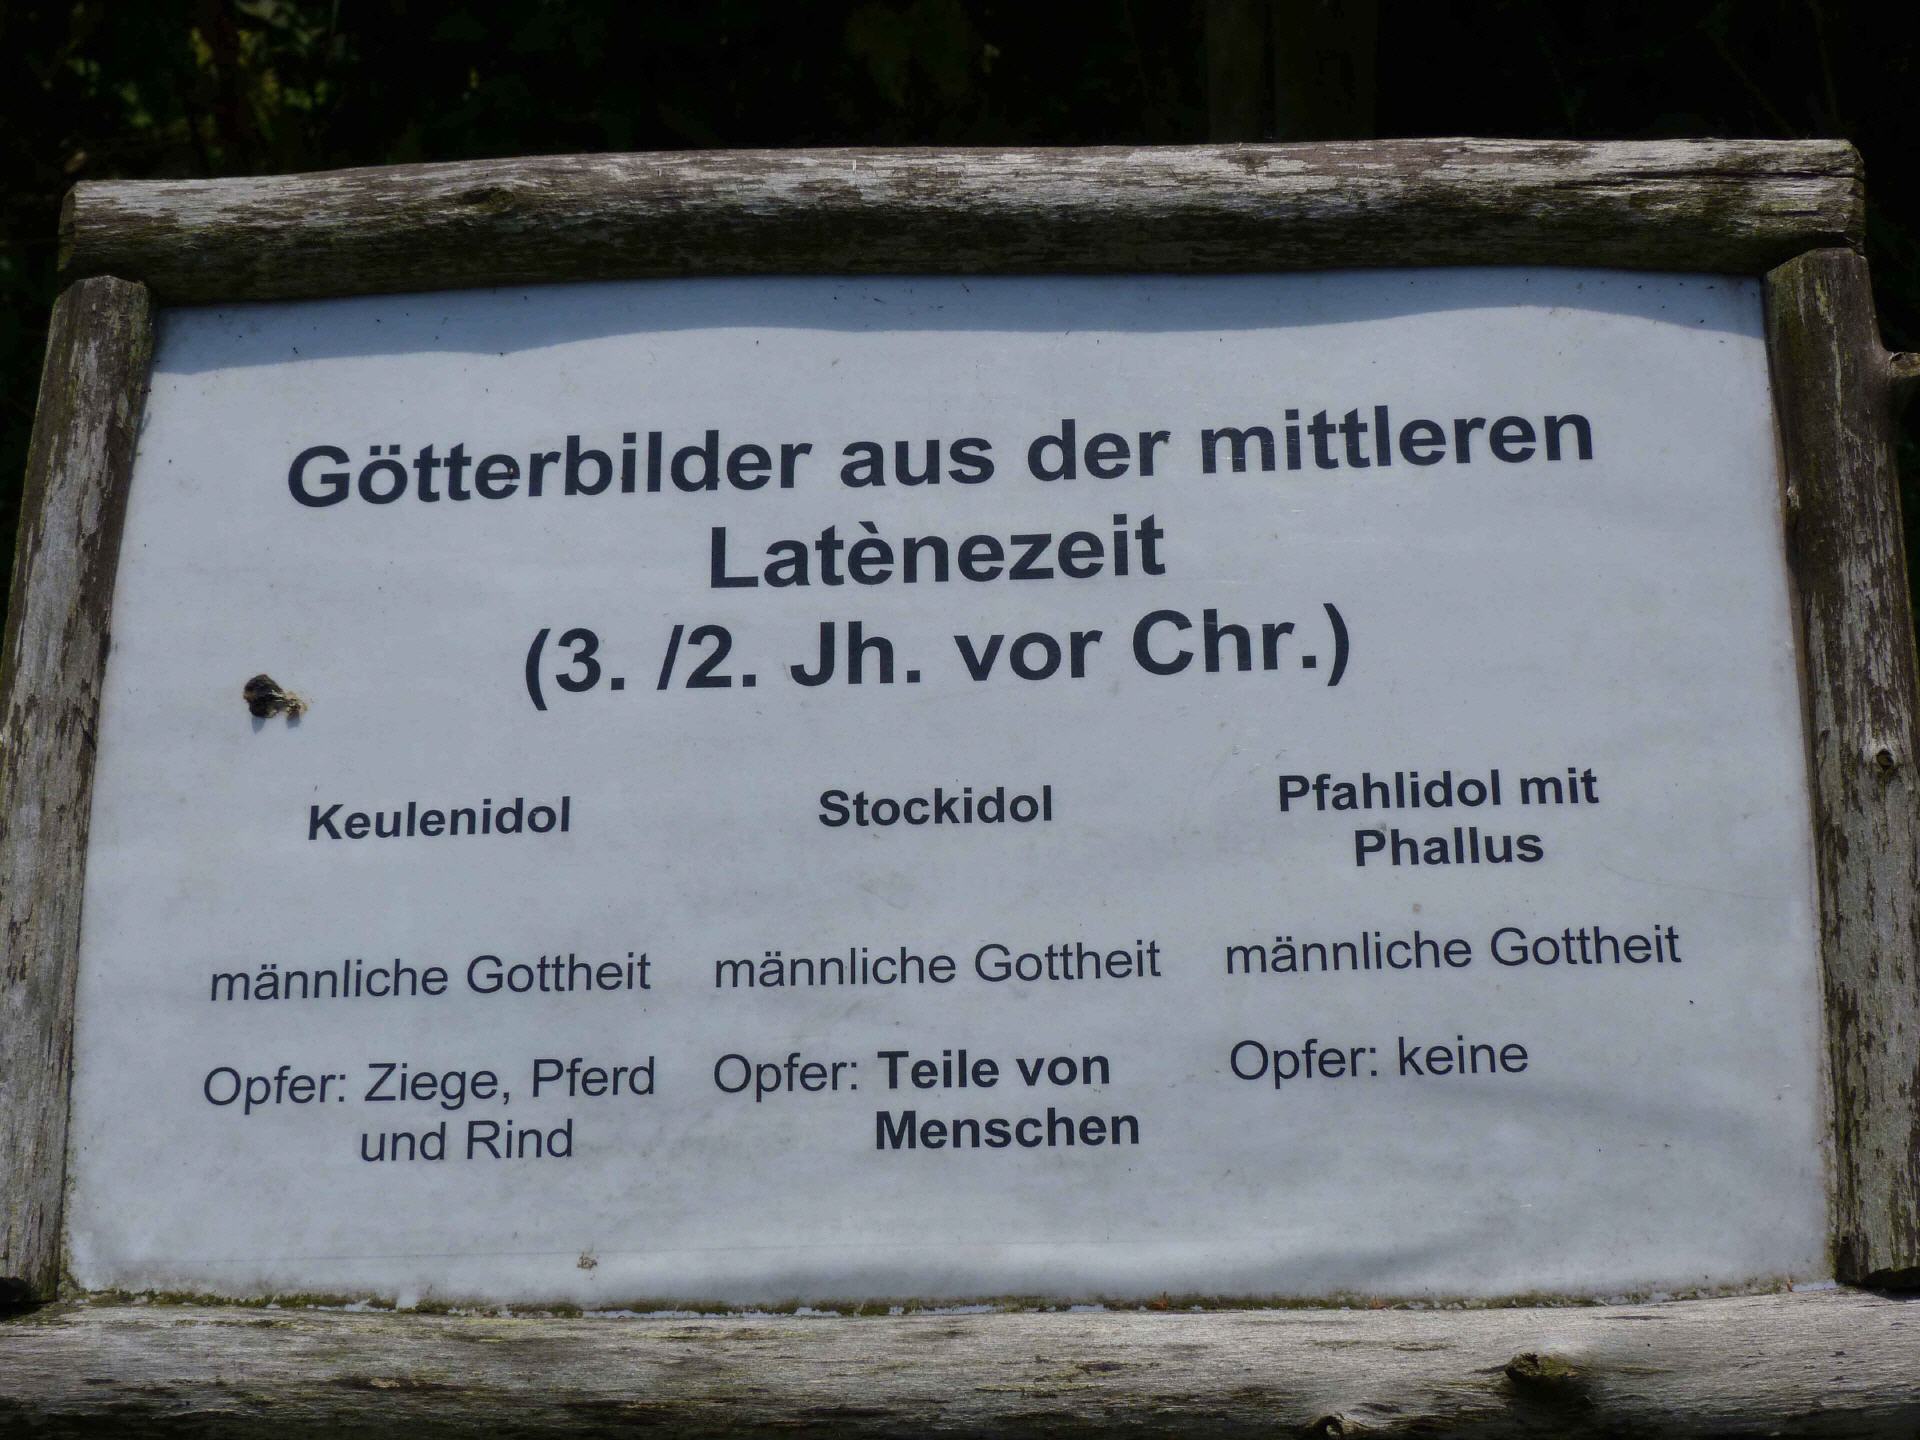 Götterbilder aus der mittleren
Latènezeit
(3. /2. Jh. vor Chr.)
Keulenidol
Stockidol
Pfahlidol mit
Phallus
männliche Gottheit
männliche Gottheit
männliche Gottheit
Opfer: Ziege, Pferd
und Rind
Opfer: Teile von
Menschen
Opfer: keine